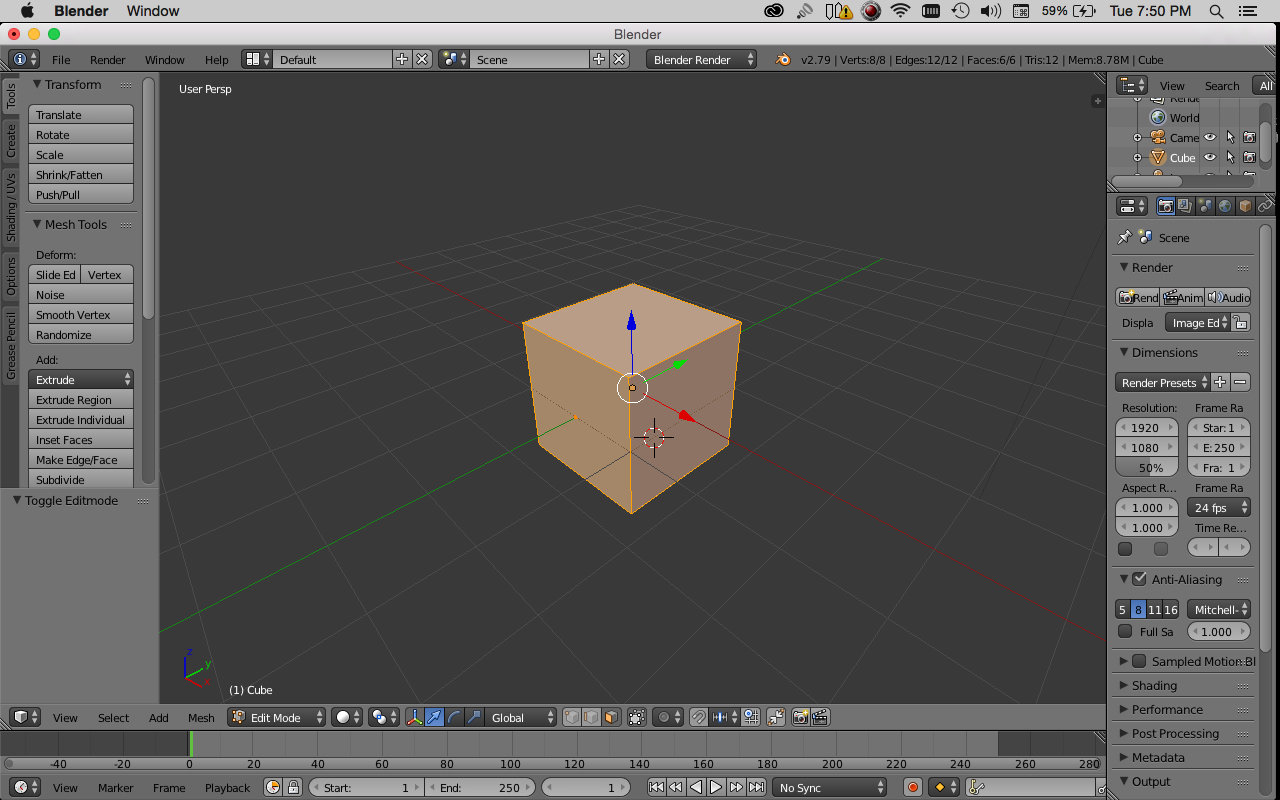 Blender Window 59% Tue 7:50 PM
Blender
File Render Window Help Default Scene Blender Render v2.79 | Verts:8/8 | Edges:12/12 | Faces:6/6 | Tris:12 | Mem:8.78M | Cube
Tools
Create
Shading / UVs
Options
Grease Pencil
Transform
Translate
Rotate
Scale
Shrink/Fatten
Push/Pull
Mesh Tools
Deform:
Slide Ed Vertex
Noise
Smooth Vertex
Randomize
Add:
Extrude
Extrude Region
Extrude Individual
Inset Faces
Make Edge/Face
Subdivide
Toggle Editmode
User Persp
z
y
x
(1) Cube
View Search All
World
Came
Cube
Scene
Render
Rend Anim Audio
Displa Image Ed
Dimensions
Render Presets
Resolution: Frame Ra
1920 Star: 1
1080 E: 250
50% Fra: 1
Aspect R... Frame Ra
1.000 24 fps
1.000 Time Re...
Anti-Aliasing
5 8 11 16 Mitchell-
Full Sa 1.000
Sampled Motion Bl
Shading
Performance
Post Processing
Metadata
Output
View Select Add Mesh Edit Mode Global
-40 -20 0 20 40 60 80 100 120 140 160 180 200 220 240 260 280
View Marker Frame Playback Start: 1 End: 250 1 No Sync